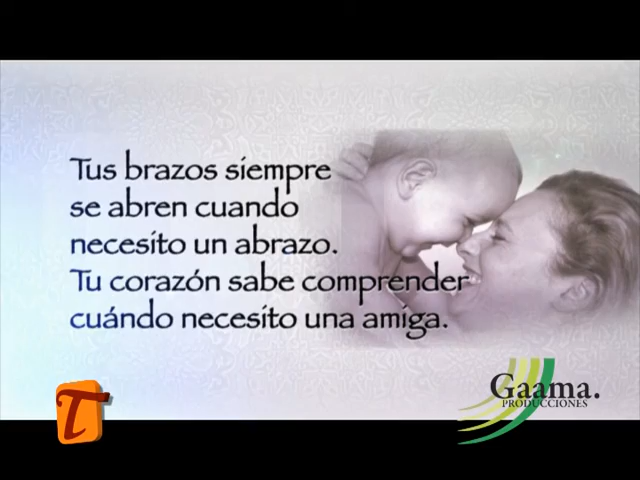 Tus brazos siempre
se abren cuando
necesito un abrazo.
Tu corazón sabe comprender
cuándo necesito una amiga.
Gaama.
PRODUCCIONES
T